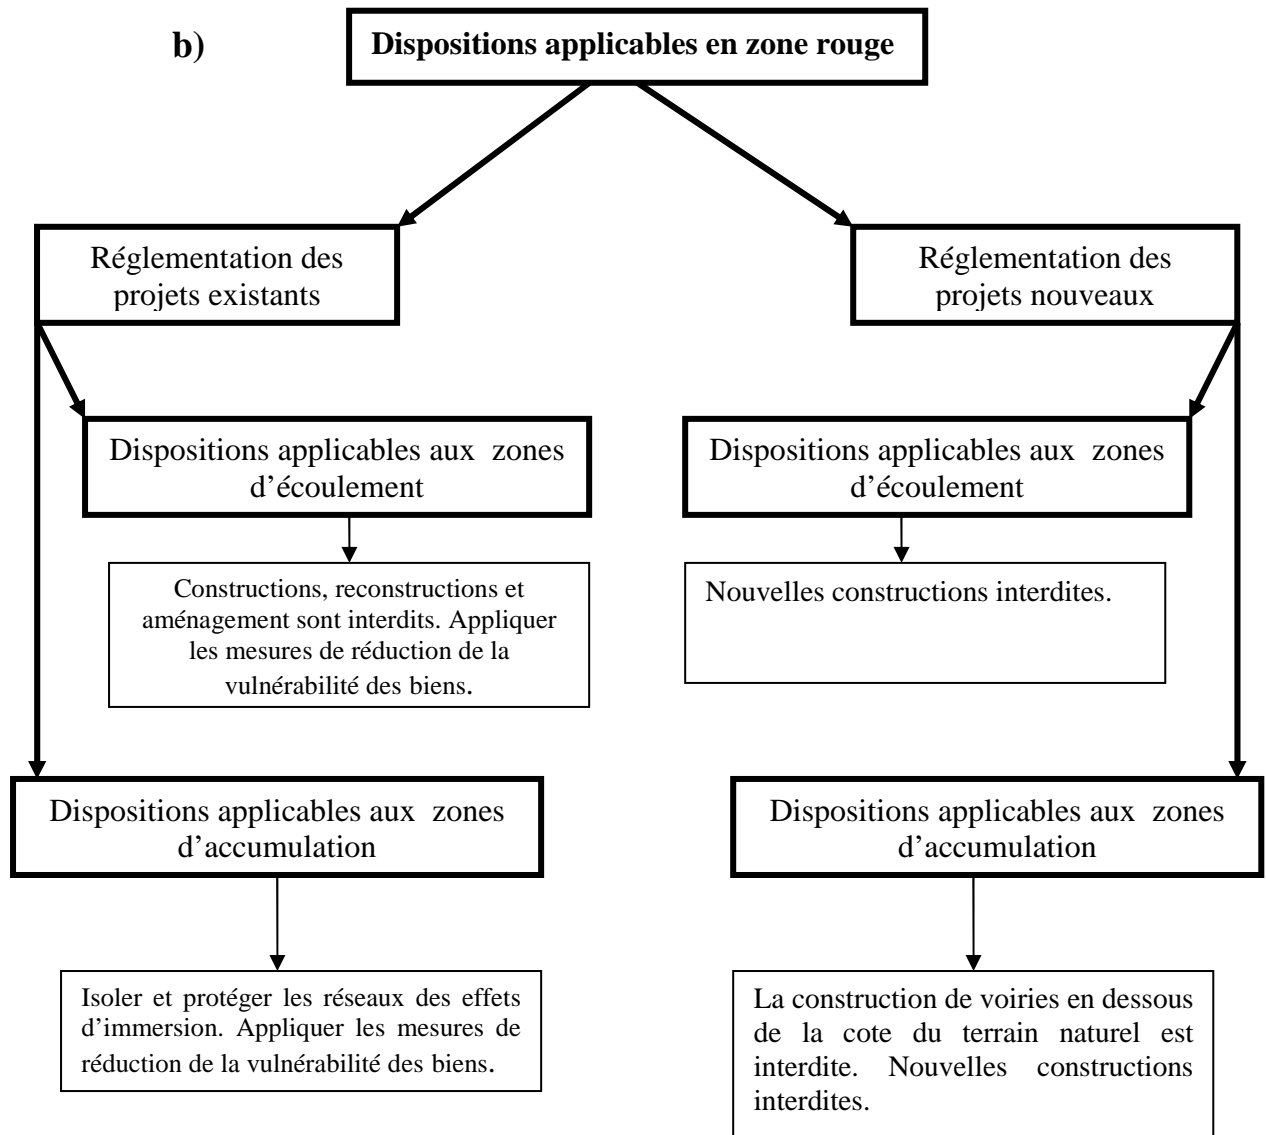 b)
Dispositions applicables en zone rouge
Réglementation des
projets existants
Réglementation des
projets nouveaux
Dispositions applicables aux zones
d’écoulement
Dispositions applicables aux zones
d’écoulement
Constructions, reconstructions et
aménagement sont interdits. Appliquer
les mesures de réduction de la
vulnérabilité des biens.
Nouvelles constructions interdites.
Dispositions applicables aux zones
d’accumulation
Dispositions applicables aux zones
d’accumulation
Isoler et protéger les réseaux des effets
d’immersion. Appliquer les mesures de
réduction de la vulnérabilité des biens.
La construction de voiries en dessous
de la cote du terrain naturel est
interdite. Nouvelles constructions
interdites.